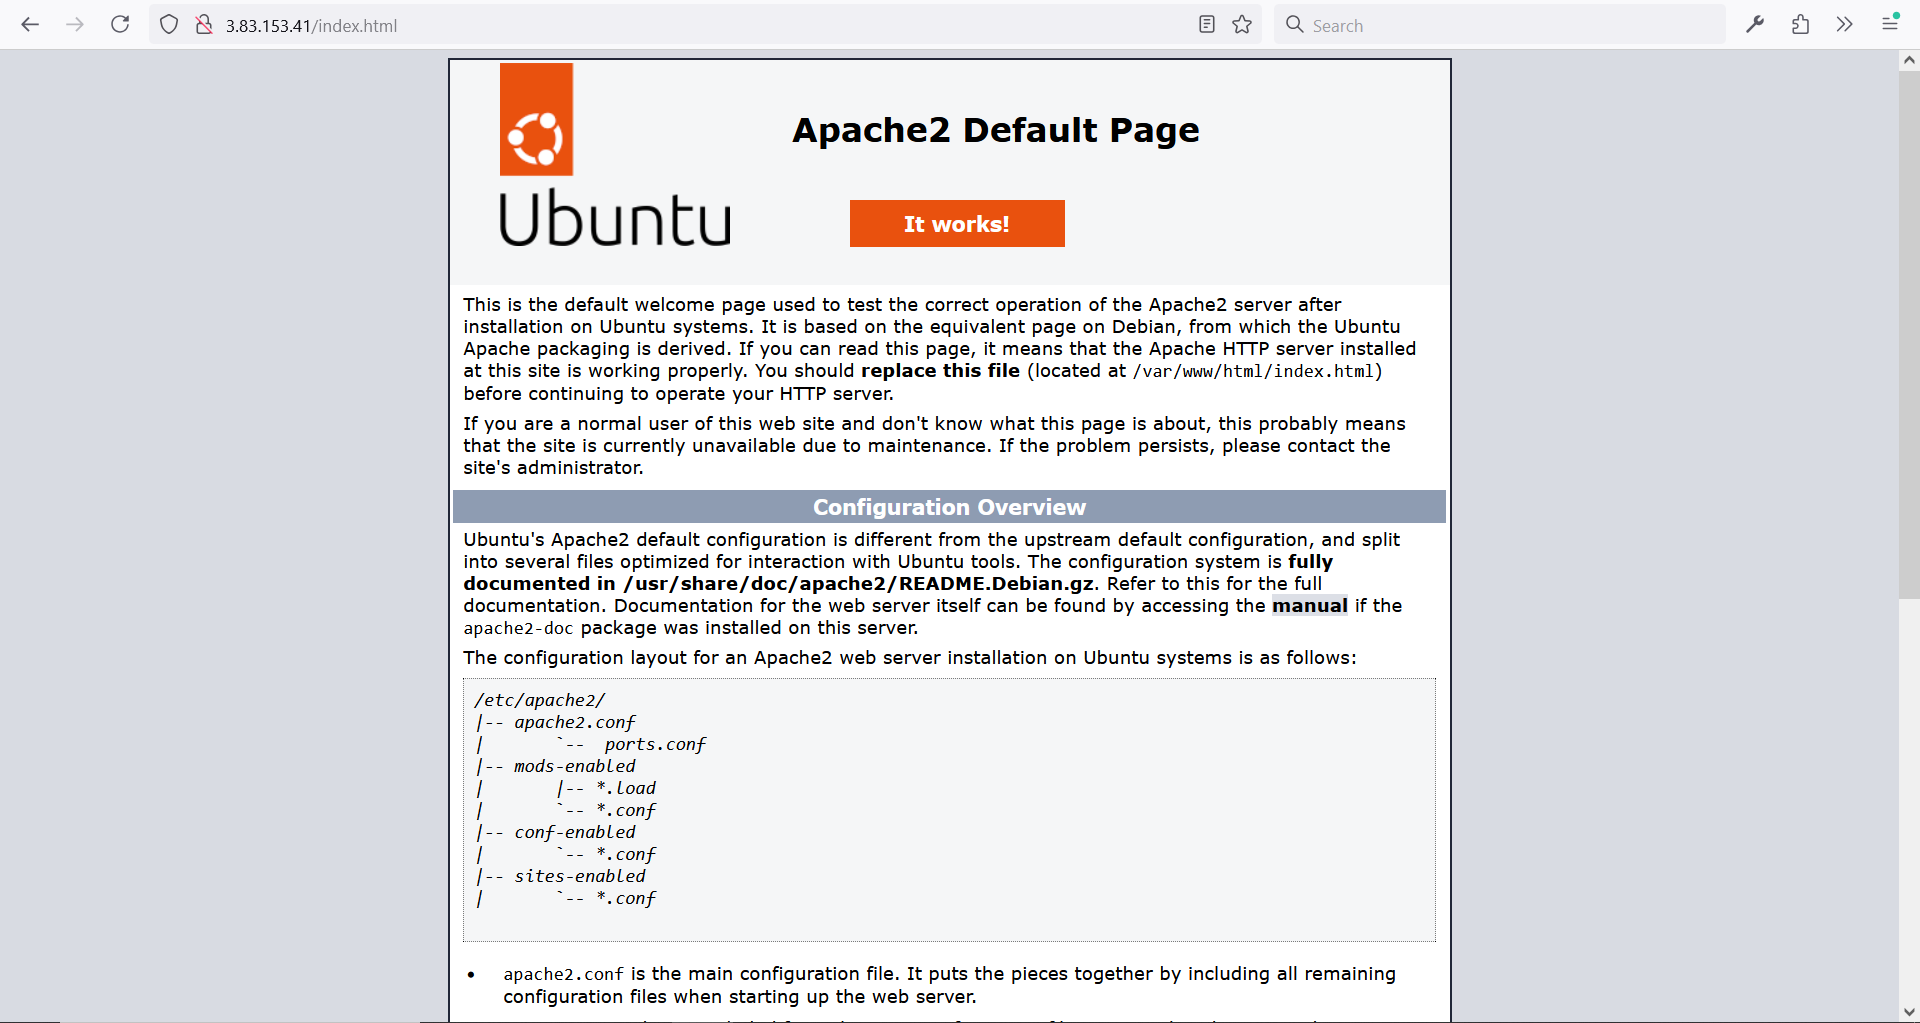 3.83.153.41/index.html
Search
Apache2 Default Page
Ubuntu
It works!
This is the default welcome page used to test the correct operation of the Apache2 server after
installation on Ubuntu systems. It is based on the equivalent page on Debian, from which the Ubuntu
Apache packaging is derived. If you can read this page, it means that the Apache HTTP server installed
at this site is working properly. You should replace this file (located at /var/www/html/index.html)
before continuing to operate your HTTP server.
If you are a normal user of this web site and don't know what this page is about, this probably means
that the site is currently unavailable due to maintenance. If the problem persists, please contact the
site's administrator.
Configuration Overview
Ubuntu's Apache2 default configuration is different from the upstream default configuration, and split
into several files optimized for interaction with Ubuntu tools. The configuration system is fully
documented in /usr/share/doc/apache2/README.Debian.gz. Refer to this for the full
documentation. Documentation for the web server itself can be found by accessing the manual if the
apache2-doc package was installed on this server.
The configuration layout for an Apache2 web server installation on Ubuntu systems is as follows:
/etc/apache2/
|-- apache2.conf
|       `--  ports.conf
|-- mods-enabled
|       |-- *.load
|       `-- *.conf
|-- conf-enabled
|       `-- *.conf
|-- sites-enabled
|       `-- *.conf
• apache2.conf is the main configuration file. It puts the pieces together by including all remaining
configuration files when starting up the web server.